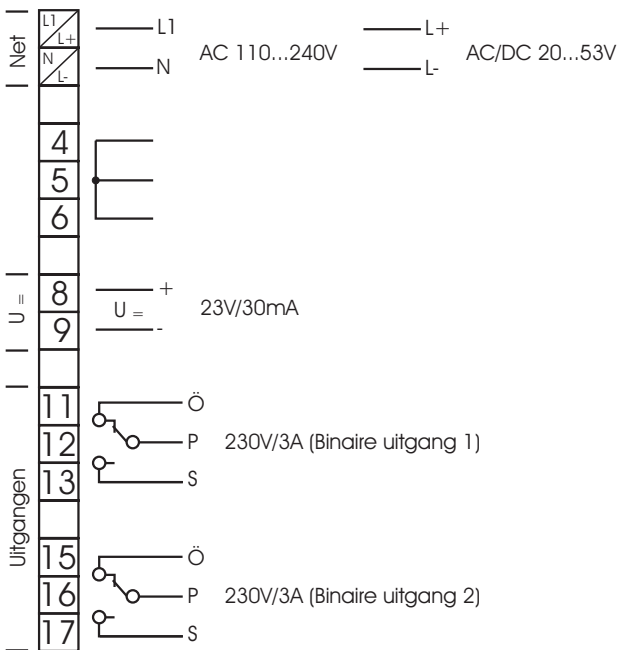 Net
L1
L+
N
L-
L1
N
AC 110...240V
L+
L-
AC/DC 20...53V
4
5
6
U =
8
9
+
U =
-
23V/30mA
Uitgangen
11
12
13
Ö
P
S
230V/3A (Binaire uitgang 1)
15
16
17
Ö
P
S
230V/3A (Binaire uitgang 2)